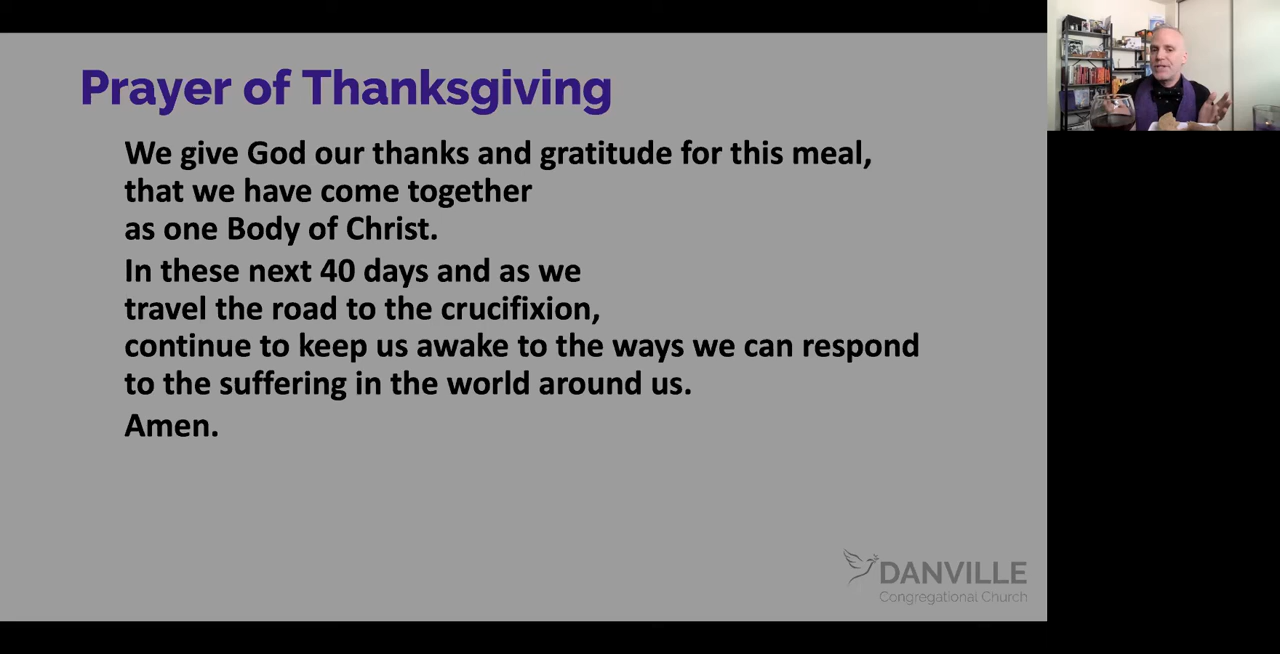 Prayer of Thanksgiving
We give God our thanks and gratitude for this meal,
that we have come together
as one Body of Christ.
In these next 40 days and as we
travel the road to the crucifixion,
continue to keep us awake to the ways we can respond
to the suffering in the world around us.
Amen.
DANVILLE
Congregational Church